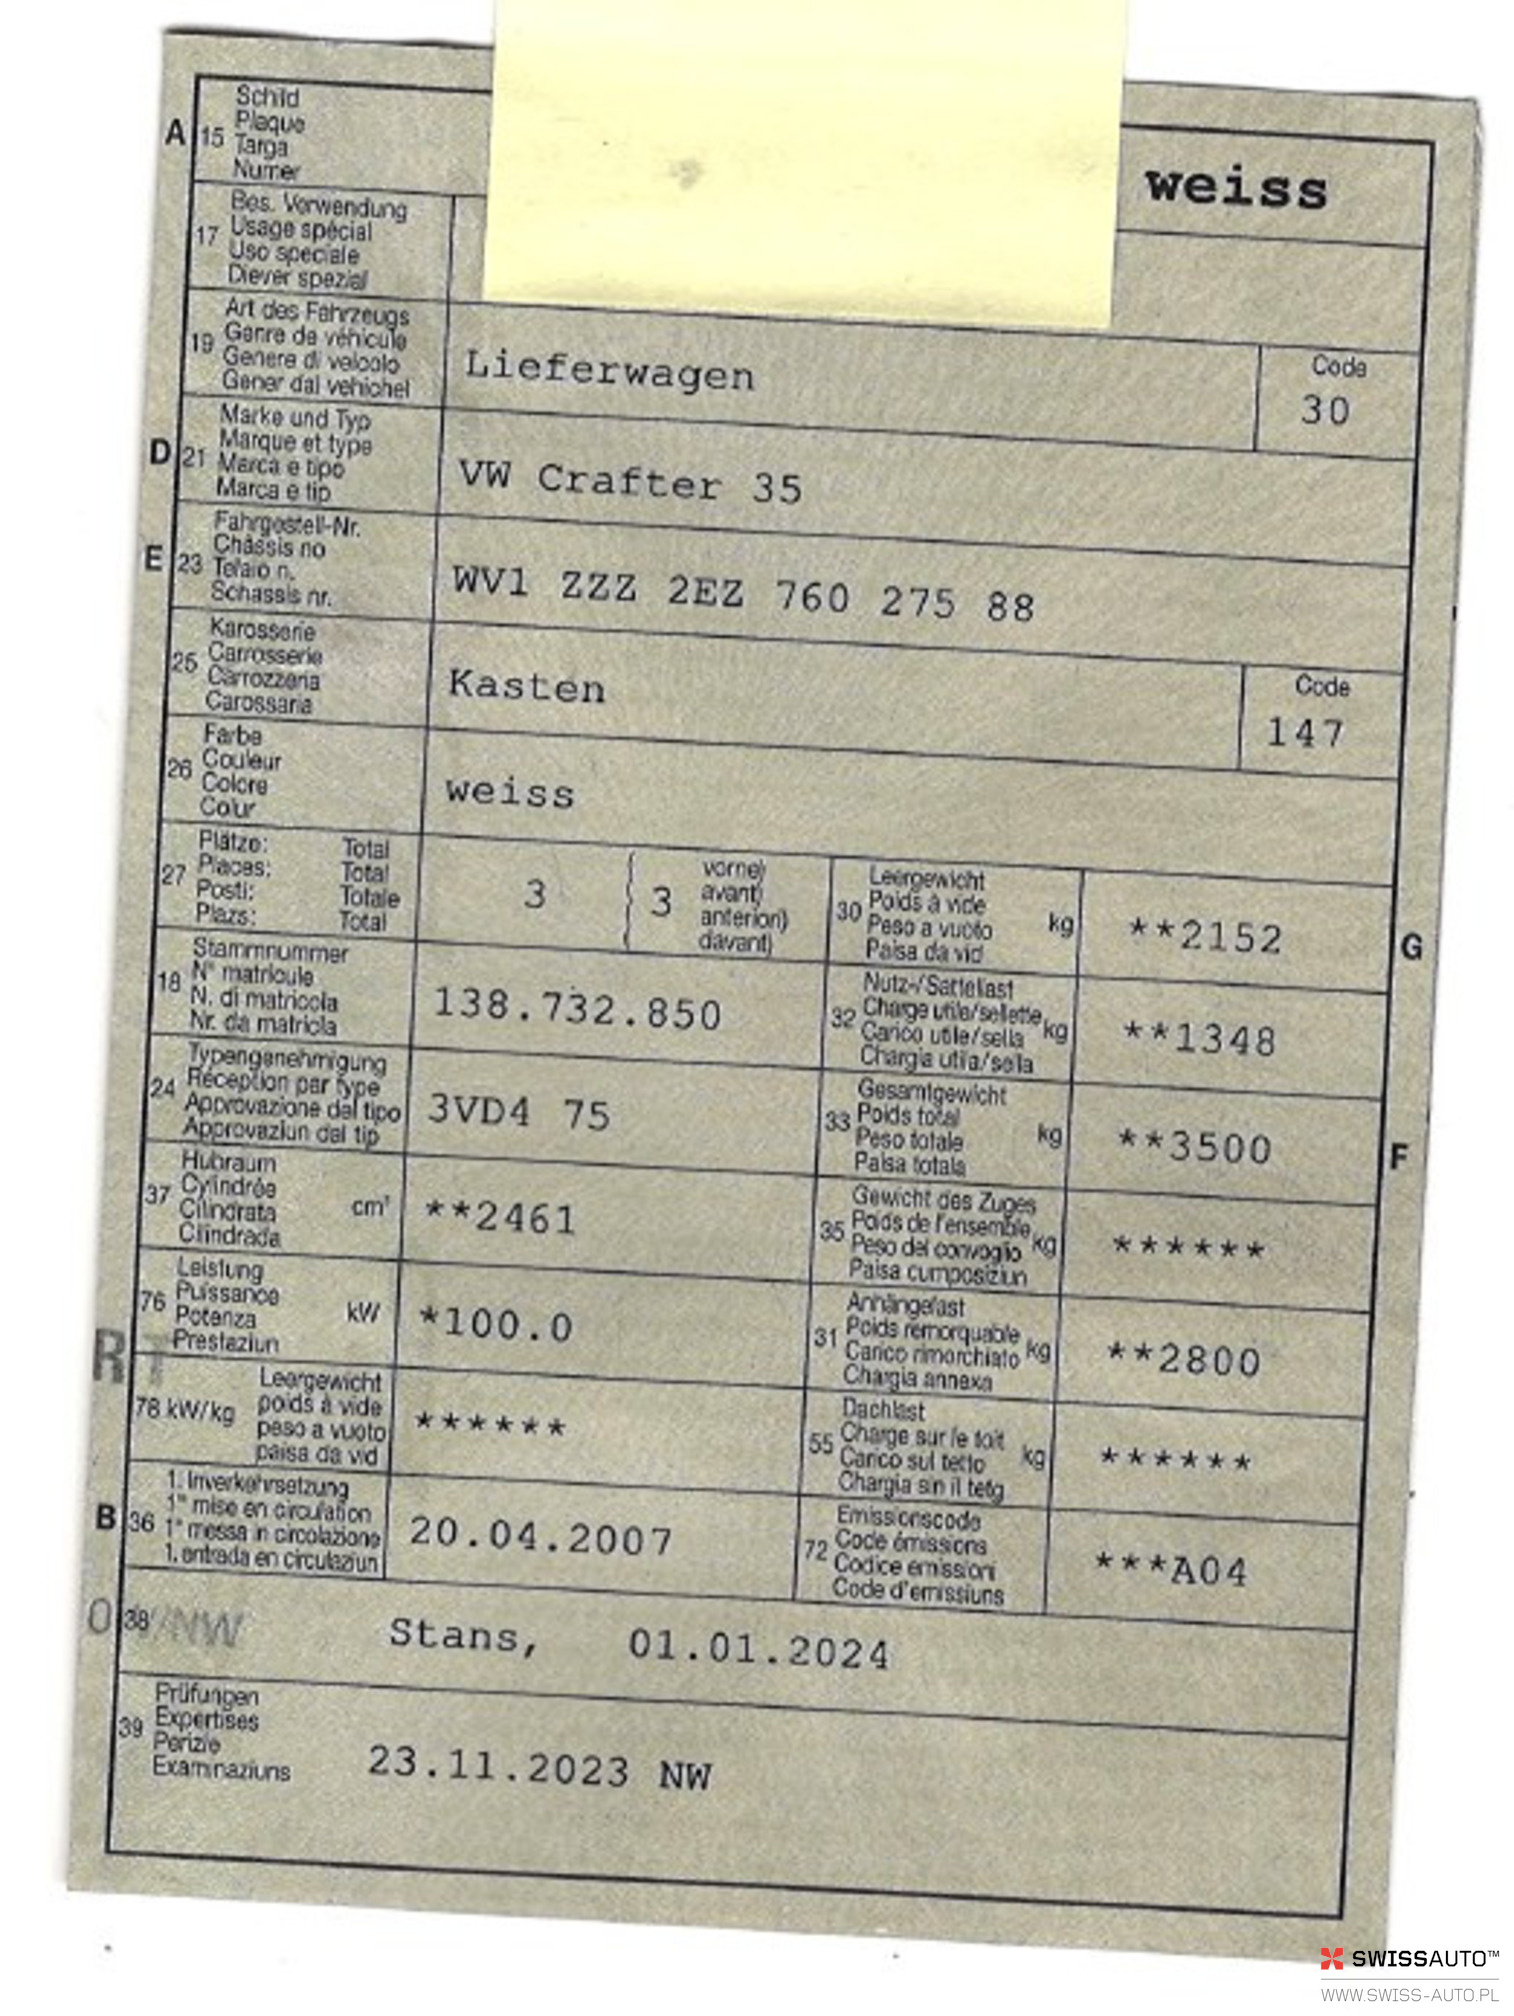 A 15 Schild
Plaque
Targa
Numer
weiss
17 Bes. Verwendung
Usage spécial
Uso speciale
Diever spezial
19 Art des Fahrzeugs
Genre de véhicule
Genere di veicolo
Gener dal vehichel
Lieferwagen
Code
30
D 21 Marke und Typ
Marque et type
Marca e tipo
Marca e tip
VW Crafter 35
E 23 Fahrgestell-Nr.
Châssis no
Telaio n.
Schassis nr.
WV1 ZZZ 2EZ 760 275 88
25 Karosserie
Carrosserie
Carrozzeria
Carossaria
Kasten
Code
147
26 Farbe
Couleur
Colore
Colur
weiss
27 Plätze: Total
Places: Total
Posti: Totale
Plazs: Total
3 { 3 vorne)
avant)
anteriori)
davant)
30 Leergewicht
Poids à vide
Peso a vuoto kg
Paisa da vid
**2152
G
18 Stammnummer
N° matricule
N. di matricola
Nr. da matricla
138.732.850
32 Nutz-/Sattellast
Charge utile/sellette
Carico utile/sella kg
Chargia utila/sella
**1348
24 Typengenehmigung
Réception par type
Approvazione del tipo
Approvaziun dal tip
3VD4 75
33 Gesamtgewicht
Poids total
Peso totale kg
Paisa totala
**3500
F
37 Hubraum
Cylindrée
Cilindrata cm³
Cilindrada
**2461
35 Gewicht des Zuges
Poids de l'ensemble
Peso del convoglio kg
Paisa cumposiziun
******
76 Leistung
Puissance
Potenza kW
Prestaziun
*100.0
31 Anhängelast
Poids remorquable
Carico rimorchiato kg
Chargia annexa
**2800
R T
78 kW/kg Leergewicht
poids à vide
peso a vuoto
paisa da vid
******
55 Dachlast
Charge sur le toit
Carico sul tetto kg
Chargia sin il tetg
******
B 36 1. Inverkehrsetzung
1re mise en circulation
1a messa in circolazione
1. entrada en circulaziun
20.04.2007
72 Emissionscode
Code émissions
Codice emissioni
Code d'emissiuns
***A04
38 /NW
Stans, 01.01.2024
39 Prüfungen
Expertises
Perizie
Examinaziuns
23.11.2023 NW
SWISSAUTO™
WWW.SWISS-AUTO.PL